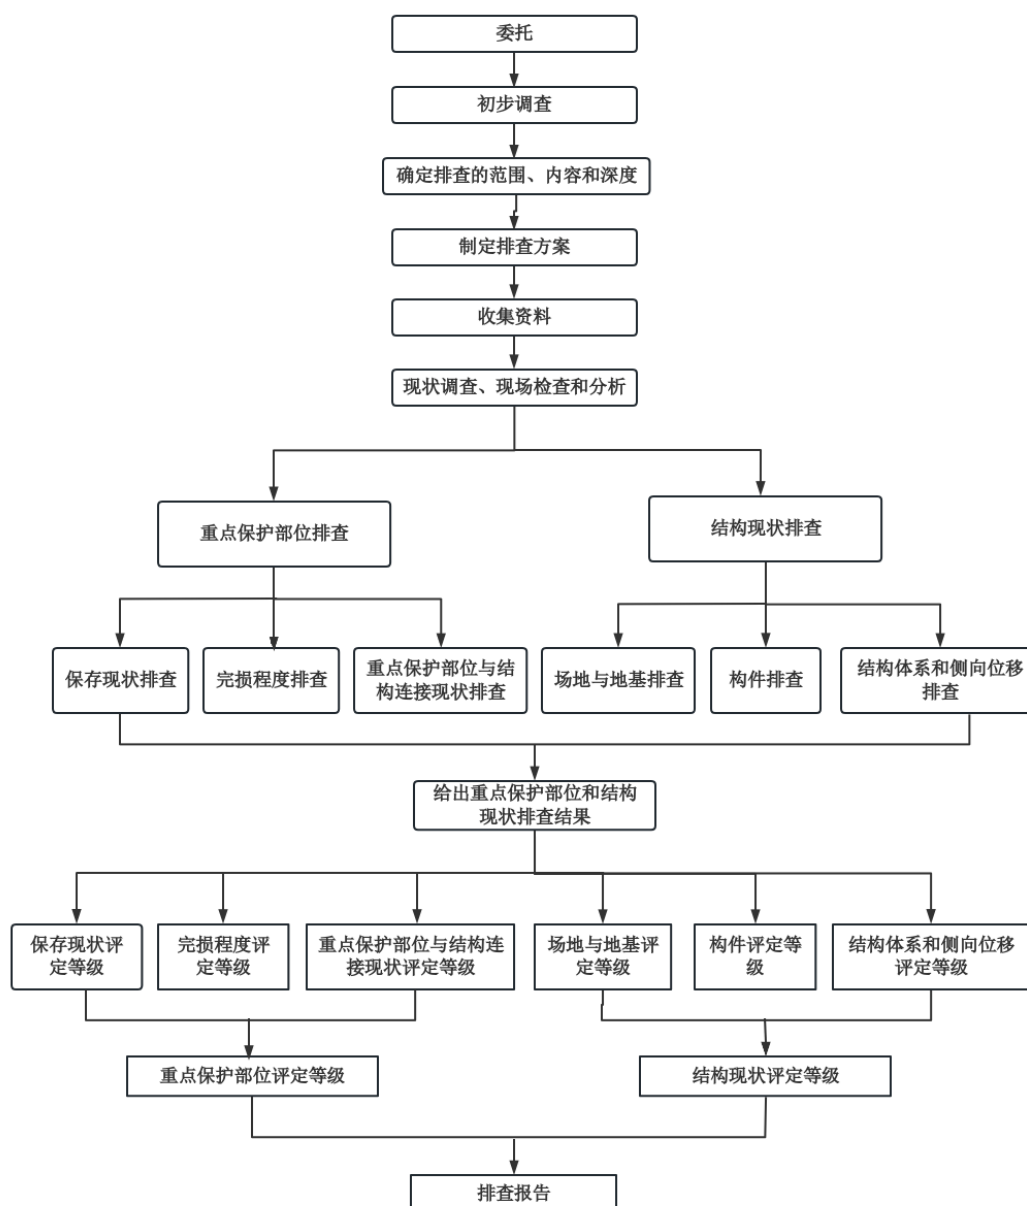 委托
初步调查
确定排查的范围、内容和深度
制定排查方案
收集资料
现状调查、现场检查和分析
重点保护部位排查
结构现状排查
保存现状排查
完损程度排查
重点保护部位与结
构连接现状排查
场地与地基排查
构件排查
结构体系和侧向位移
排查
给出重点保护部位和结构
现状排查结果
保存现状评
定等级
完损程度评
定等级
重点保护部位与结构连
接现状评定等级
场地与地基评
定等级
构件评定等
级
结构体系和侧向位移
评定等级
重点保护部位评定等级
结构现状评定等级
排查报告